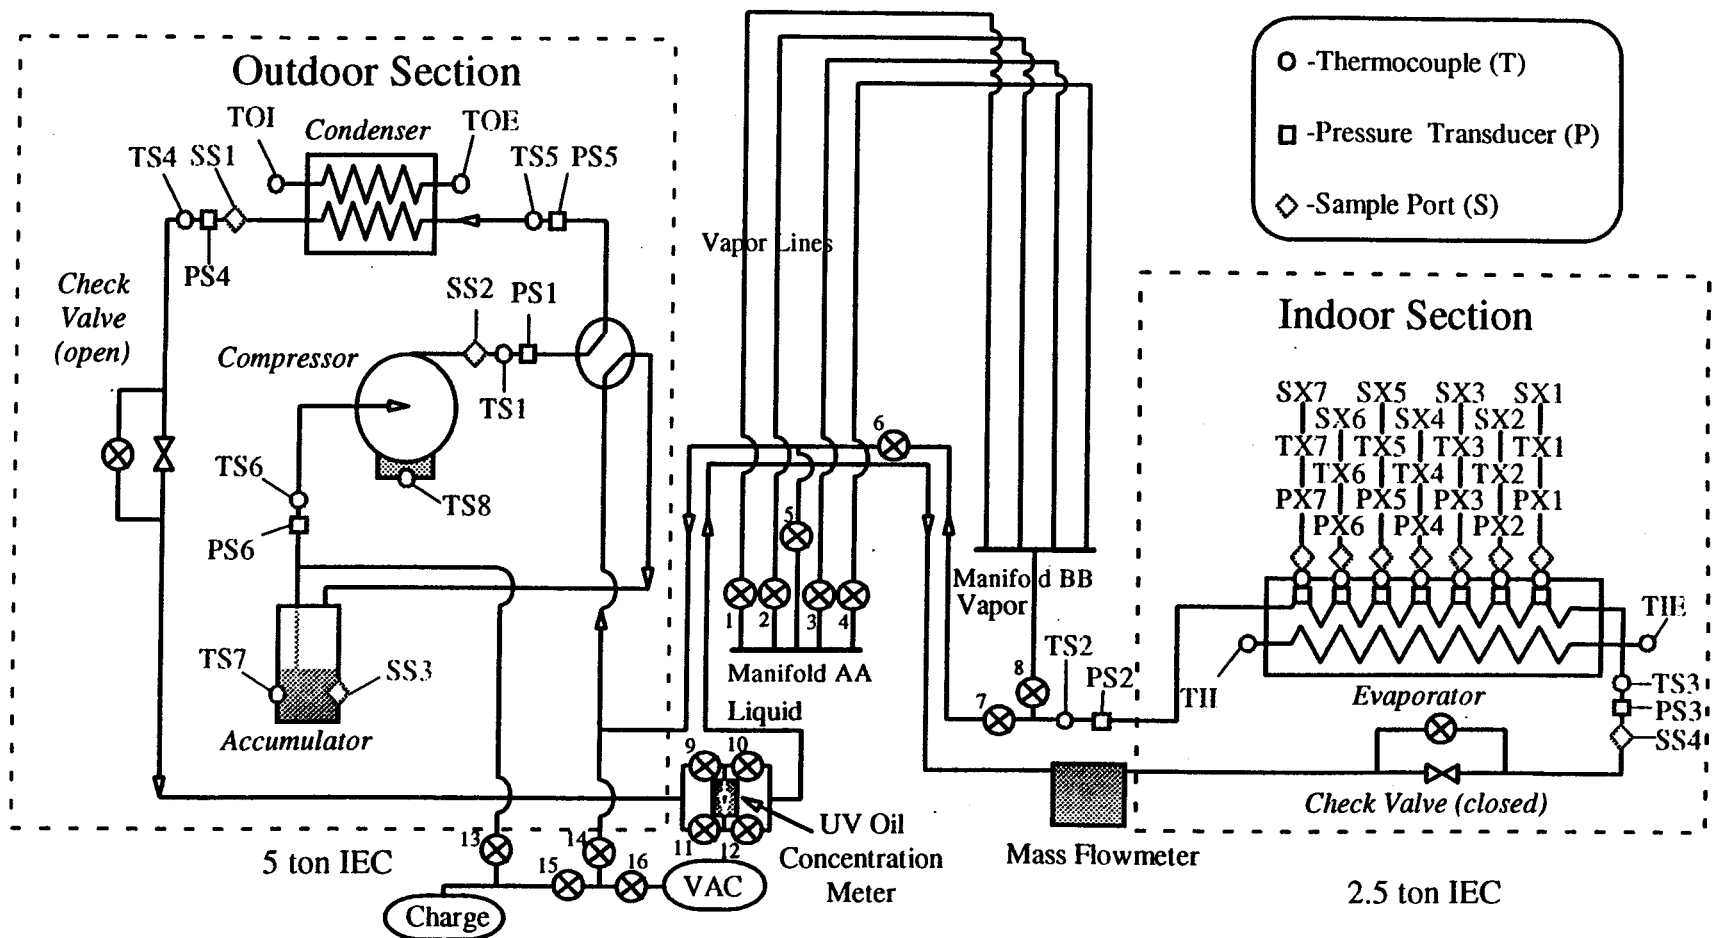 Outdoor Section
TOI
Condenser
TOE
TS4 SS1
TS5 PS5
PS4
Check
Valve
(open)
SS2 PS1
Compressor
TS1
TS6
TS8
PS6
TS7
SS3
Accumulator
5 ton IEC
Vapor Lines
6
5
1
2
3
4
Manifold AA
Liquid
Manifold BB
Vapor
8
TS2
7
PS2
9
10
11
12
UV Oil
Concentration
Meter
13
14
15
16
VAC
Charge
Mass Flowmeter
○ -Thermocouple (T)
□ -Pressure Transducer (P)
◇ -Sample Port (S)
Indoor Section
SX7 SX5 SX3 SX1
SX6 SX4 SX2
TX7 TX5 TX3 TX1
TX6 TX4 TX2
PX7 PX5 PX3 PX1
PX6 PX4 PX2
TIE
TII
Evaporator
TS3
PS3
SS4
Check Valve (closed)
2.5 ton IEC